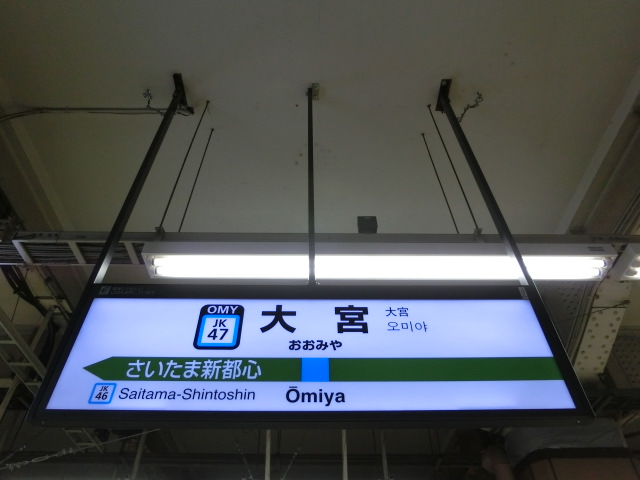 OMY
JK
47
大宮
大宮
오미야
おおみや
さいたま新都心
JK
46
Saitama-Shintoshin
Ōmiya